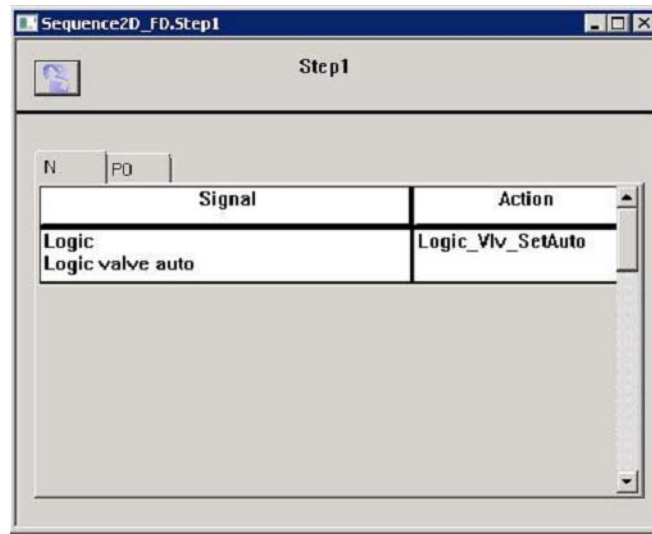 Sequence2D_FD.Step1
Step1
N P0
Signal Action
Logic Logic_Vlv_SetAuto
Logic valve auto